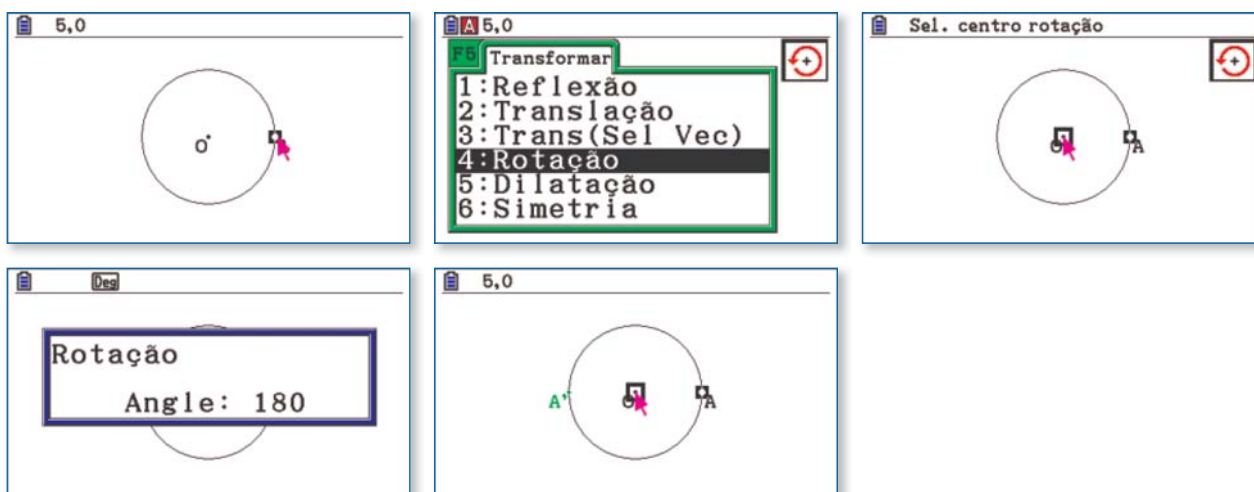 5,0
O
A 5,0
F5 Transformar
1:Reflexão
2:Translação
3:Trans(Sel Vec)
4:Rotação
5:Dilatação
6:Simetria
Sel. centro rotação
O A
Deg
Rotação
Angle: 180
5,0
A' O A